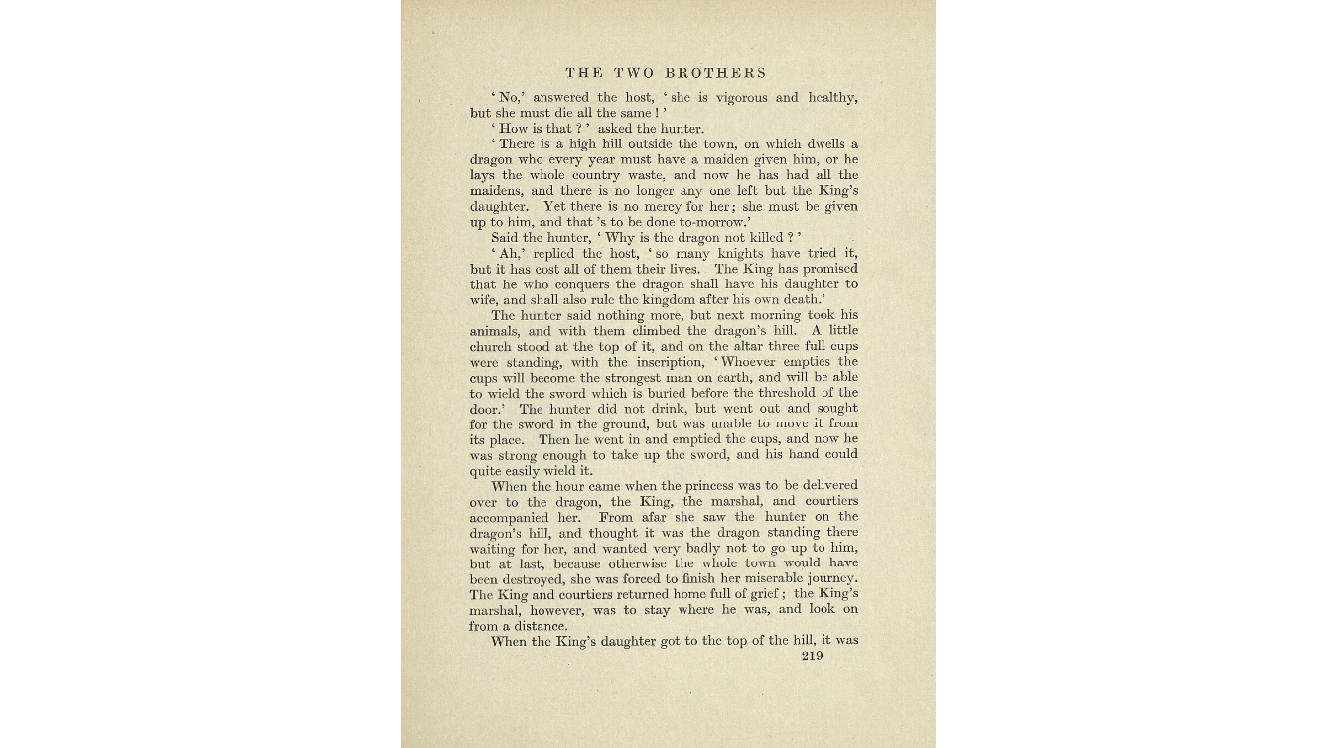 THE TWO BROTHERS
‘ No,’ answered the host, ‘ she is vigorous and healthy,
but she must die all the same ! ’
‘ How is that ? ’ asked the hunter.
‘ There is a high hill outside the town, on which dwells a
dragon who every year must have a maiden given him, or he
lays the whole country waste, and now he has had all the
maidens, and there is no longer any one left but the King’s
daughter. Yet there is no mercy for her ; she must be given
up to him, and that ’s to be done to-morrow.’
Said the hunter, ‘ Why is the dragon not killed ? ’
‘ Ah,’ replied the host, ‘ so many knights have tried it,
but it has cost all of them their lives. The King has promised
that he who conquers the dragon shall have his daughter to
wife, and shall also rule the kingdom after his own death.’
The hunter said nothing more, but next morning took his
animals, and with them climbed the dragon’s hill. A little
church stood at the top of it, and on the altar three full cups
were standing, with the inscription, ‘ Whoever empties the
cups will become the strongest man on earth, and will be able
to wield the sword which is buried before the threshold of the
door.’ The hunter did not drink, but went out and sought
for the sword in the ground, but was unable to move it from
its place. Then he went in and emptied the cups, and now he
was strong enough to take up the sword, and his hand could
quite easily wield it.
When the hour came when the princess was to be delivered
over to the dragon, the King, the marshal, and courtiers
accompanied her. From afar she saw the hunter on the
dragon’s hill, and thought it was the dragon standing there
waiting for her, and wanted very badly not to go up to him,
but at last, because otherwise the whole town would have
been destroyed, she was forced to finish her miserable journey.
The King and courtiers returned home full of grief ; the King’s
marshal, however, was to stay where he was, and look on
from a distance.
When the King’s daughter got to the top of the hill, it was
219